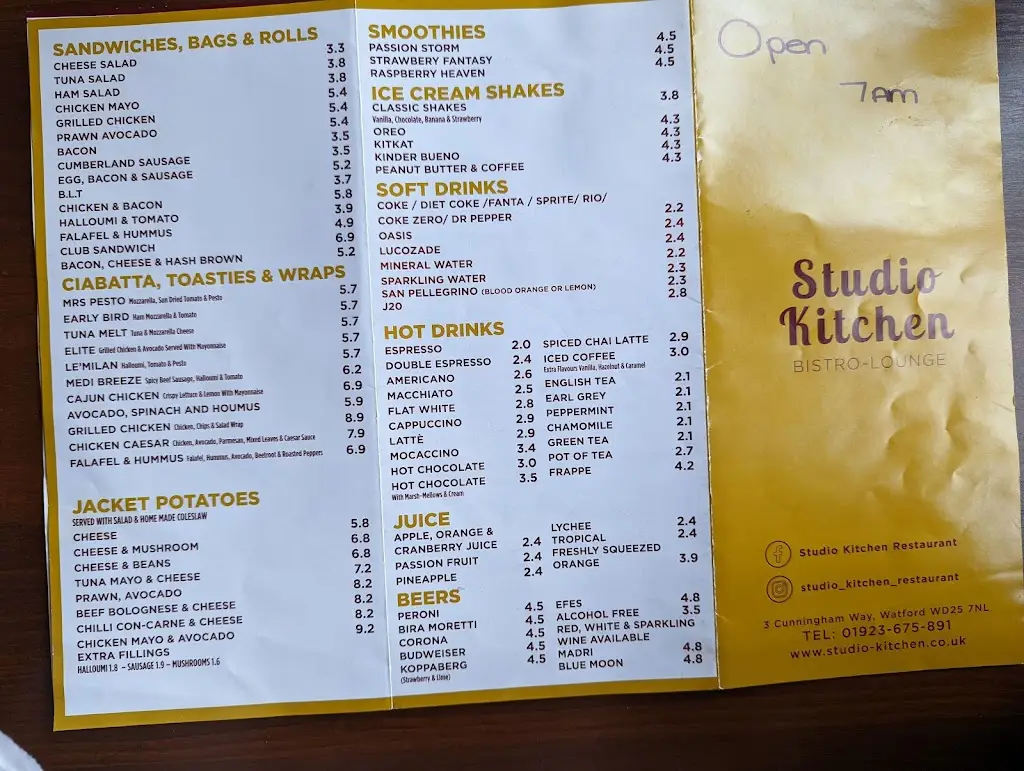 SANDWICHES, BAGS & ROLLS
CHEESE SALAD 3.3
TUNA SALAD 3.8
HAM SALAD 3.8
CHICKEN MAYO 5.4
GRILLED CHICKEN 5.4
PRAWN AVOCADO 5.4
BACON 3.5
CUMBERLAND SAUSAGE 3.5
EGG, BACON & SAUSAGE 5.2
B.L.T 3.7
CHICKEN & BACON 5.8
HALLOUMI & TOMATO 3.9
FALAFEL & HUMMUS 4.9
CLUB SANDWICH 6.9
BACON, CHEESE & HASH BROWN 5.2
CIABATTA, TOASTIES & WRAPS
MRS PESTO Mozzarella, Sun Dried Tomato & Pesto 5.7
EARLY BIRD Ham Mozzarella & Tomato 5.7
TUNA MELT Tuna & Mozzarella Cheese 5.7
ELITE Grilled Chicken & Avocado Served With Mayonnaise 5.7
LE'MILAN Halloumi, Tomato & Pesto 5.7
MEDI BREEZE Spicy Beef Sausage, Halloumi & Tomato 6.2
CAJUN CHICKEN Crispy Lettuce & Lemon With Mayonnaise 6.9
AVOCADO, SPINACH AND HOUMUS 5.9
GRILLED CHICKEN Chicken, Chips & Salad Wrap 8.9
CHICKEN CAESAR Chicken, Avocado, Parmesan, Mixed Leaves & Caesar Sauce 7.9
FALAFEL & HUMMUS Falafel, Hummus, Avocado, Beetroot & Roasted Peppers 6.9
JACKET POTATOES
SERVED WITH SALAD & HOME MADE COLESLAW
CHEESE 5.8
CHEESE & MUSHROOM 6.8
CHEESE & BEANS 6.8
TUNA MAYO & CHEESE 7.2
PRAWN, AVOCADO 8.2
BEEF BOLOGNESE & CHEESE 8.2
CHILLI CON-CARNE & CHEESE 8.2
CHICKEN MAYO & AVOCADO 9.2
EXTRA FILLINGS
HALLOUMI 1.8 – SAUSAGE 1.9 – MUSHROOMS 1.6
SMOOTHIES
PASSION STORM 4.5
STRAWBERY FANTASY 4.5
RASPBERRY HEAVEN 4.5
ICE CREAM SHAKES
CLASSIC SHAKES 3.8
Vanilla, Chocolate, Banana & Strawberry
OREO 4.3
KITKAT 4.3
KINDER BUENO 4.3
PEANUT BUTTER & COFFEE 4.3
SOFT DRINKS
COKE / DIET COKE /FANTA / SPRITE/ RIO/
COKE ZERO/ DR PEPPER 2.2
OASIS 2.4
LUCOZADE 2.4
MINERAL WATER 2.2
SPARKLING WATER 2.3
SAN PELLEGRINO (BLOOD ORANGE OR LEMON) 2.3
J20 2.8
HOT DRINKS
ESPRESSO 2.0
DOUBLE ESPRESSO 2.4
AMERICANO 2.6
MACCHIATO 2.5
FLAT WHITE 2.8
CAPPUCCINO 2.9
LATTÈ 2.9
MOCACCINO 3.4
HOT CHOCOLATE 3.0
HOT CHOCOLATE 3.5
With Marsh-Mellows & Cream
SPICED CHAI LATTE 2.9
ICED COFFEE 3.0
Extra Flavours Vanilla, Hazelnut & Caramel
ENGLISH TEA 2.1
EARL GREY 2.1
PEPPERMINT 2.1
CHAMOMILE 2.1
GREEN TEA 2.1
POT OF TEA 2.7
FRAPPE 4.2
JUICE
APPLE, ORANGE &
CRANBERRY JUICE 2.4
PASSION FRUIT 2.4
PINEAPPLE 2.4
LYCHEE 2.4
TROPICAL 2.4
FRESHLY SQUEEZED
ORANGE 3.9
BEERS
PERONI 4.5
BIRA MORETTI 4.5
CORONA 4.5
BUDWEISER 4.5
KOPPABERG 4.5
(Strawberry & Lime)
EFES 4.8
ALCOHOL FREE 3.5
RED, WHITE & SPARKLING
WINE AVAILABLE
MADRI 4.8
BLUE MOON 4.8
Open
7am
Studio
Kitchen
BISTRO-LOUNGE
Studio Kitchen Restaurant
studio_kitchen_restaurant
3 Cunningham Way, Watford WD25 7NL
TEL: 01923-675-891
www.studio-kitchen.co.uk